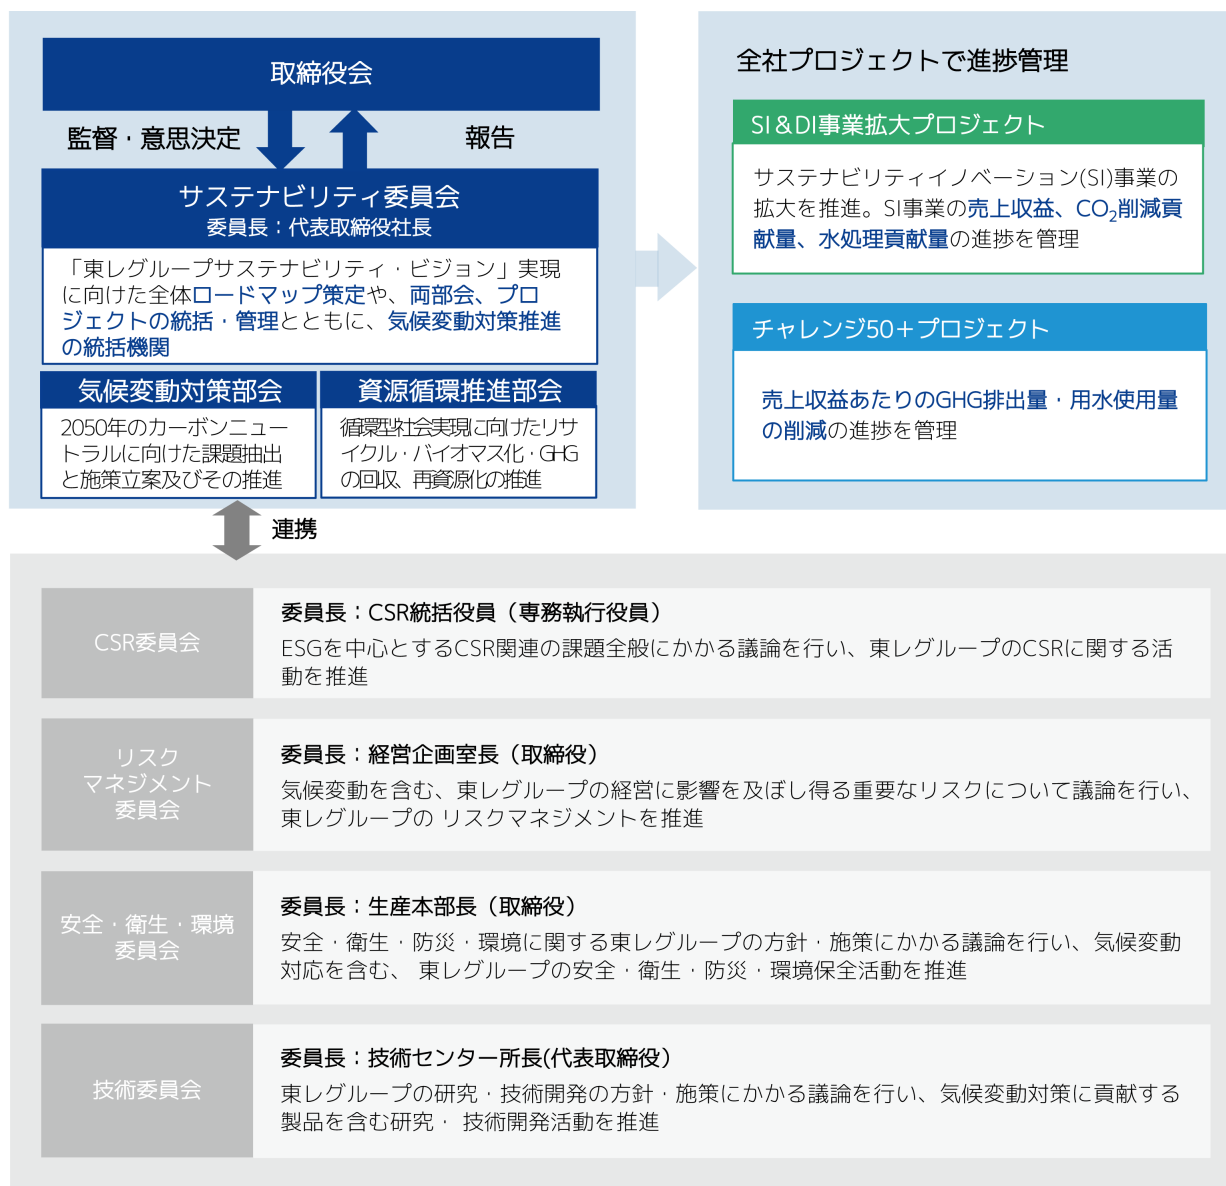 取締役会
監督・意思決定
報告
サステナビリティ委員会
委員長：代表取締役社長
「東レグループサステナビリティ・ビジョン」実現
に向けた全体ロードマップ策定や、両部会、プロ
ジェクトの統括・管理とともに、気候変動対策推進
の統括機関
気候変動対策部会
2050年のカーボンニュー
トラルに向けた課題抽出
と施策立案及びその推進
資源循環推進部会
循環型社会実現に向けたリサ
イクル・バイオマス化・GHG
の回収、再資源化の推進
全社プロジェクトで進捗管理
SI＆DI事業拡大プロジェクト
サステナビリティイノベーション(SI)事業の
拡大を推進。SI事業の売上収益、CO₂削減貢
献量、水処理貢献量の進捗を管理
チャレンジ50＋プロジェクト
売上収益あたりのGHG排出量・用水使用量
の削減の進捗を管理
連携
CSR委員会
委員長：CSR統括役員（専務執行役員）
ESGを中心とするCSR関連の課題全般にかかる議論を行い、東レグループのCSRに関する活
動を推進
リスク
マネジメント
委員会
委員長：経営企画室長（取締役）
気候変動を含む、東レグループの経営に影響を及ぼし得る重要なリスクについて議論を行い、
東レグループの リスクマネジメントを推進
安全・衛生・環境
委員会
委員長：生産本部長（取締役）
安全・衛生・防災・環境に関する東レグループの方針・施策にかかる議論を行い、気候変動
対応を含む、 東レグループの安全・衛生・防災・環境保全活動を推進
技術委員会
委員長：技術センター所長(代表取締役）
東レグループの研究・技術開発の方針・施策にかかる議論を行い、気候変動対策に貢献する
製品を含む研究・ 技術開発活動を推進